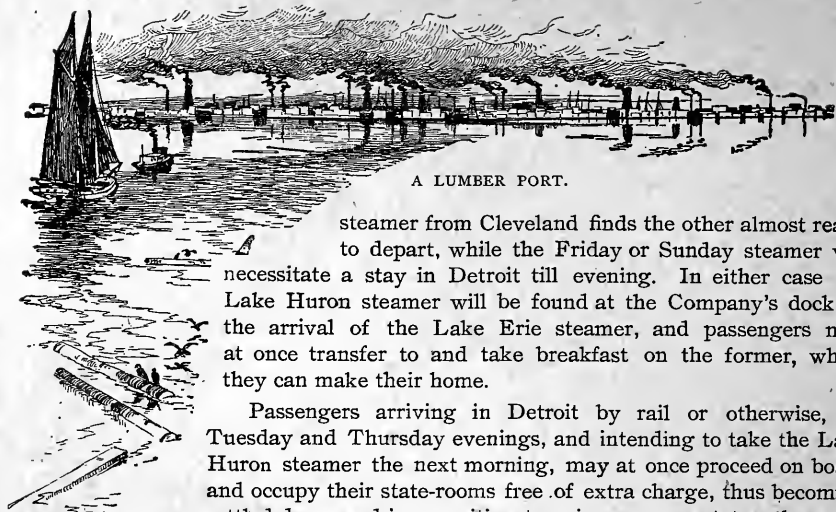 A LUMBER PORT.
steamer from Cleveland finds the other almost
to depart, while the Friday or Sunday steamer
necessitate a stay in Detroit till evening. In either case
Lake Huron steamer will be found at the Company's dock
the arrival of the Lake Erie steamer, and passengers
at once transfer to and take breakfast on the former,
they can make their home.
Passengers arriving in Detroit by rail or otherwise,
Tuesday and Thursday evenings, and intending to take the
Huron steamer the next morning, may at once proceed on
and occupy their state-rooms free of extra charge, thus